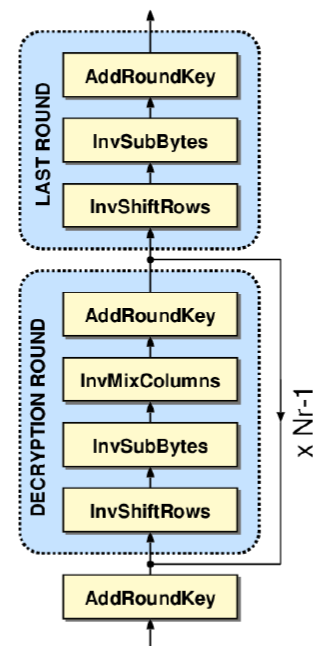 LAST ROUND
AddRoundKey
InvSubBytes
InvShiftRows
DECRYPTION ROUND
AddRoundKey
InvMixColumns
InvSubBytes
InvShiftRows
x Nr-1
AddRoundKey